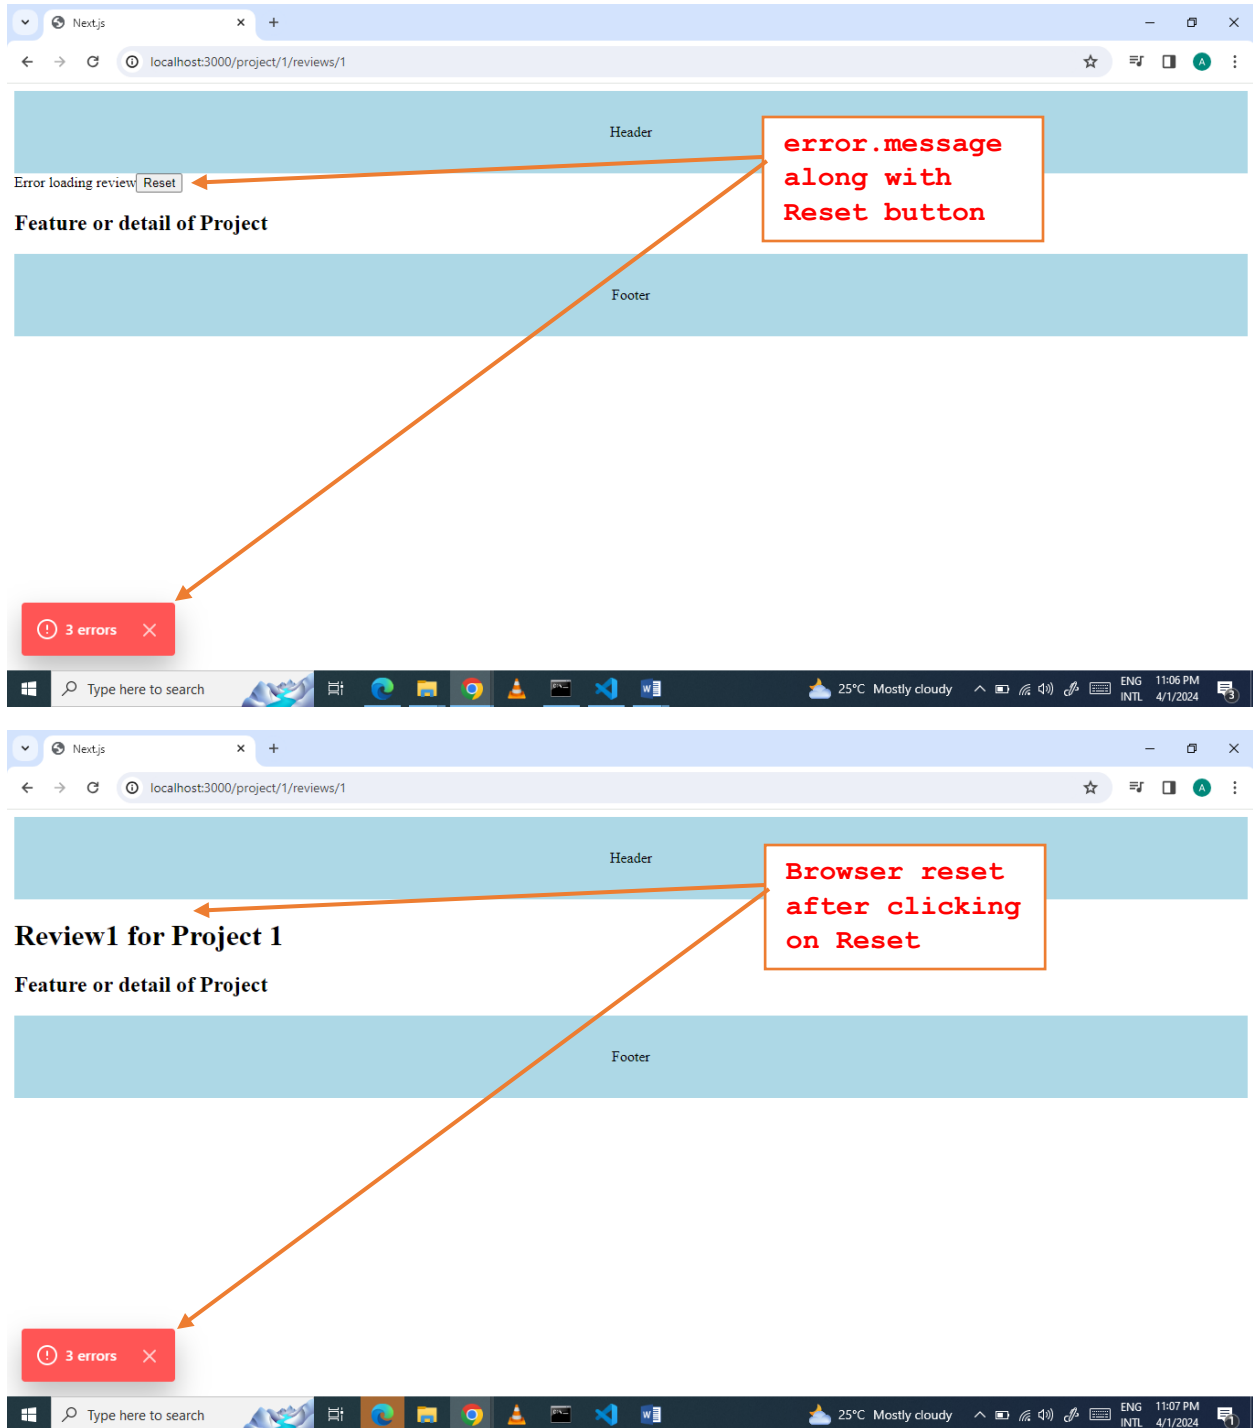 Next.js
localhost:3000/project/1/reviews/1
A
Header
error.message
along with
Reset button
Error loading review Reset
Feature or detail of Project
Footer
3 errors
Type here to search
25°C Mostly cloudy
ENG
INTL
11:06 PM
4/1/2024
3
Next.js
localhost:3000/project/1/reviews/1
A
Header
Browser reset
after clicking
on Reset
Review1 for Project 1
Feature or detail of Project
Footer
3 errors
Type here to search
25°C Mostly cloudy
ENG
INTL
11:07 PM
4/1/2024